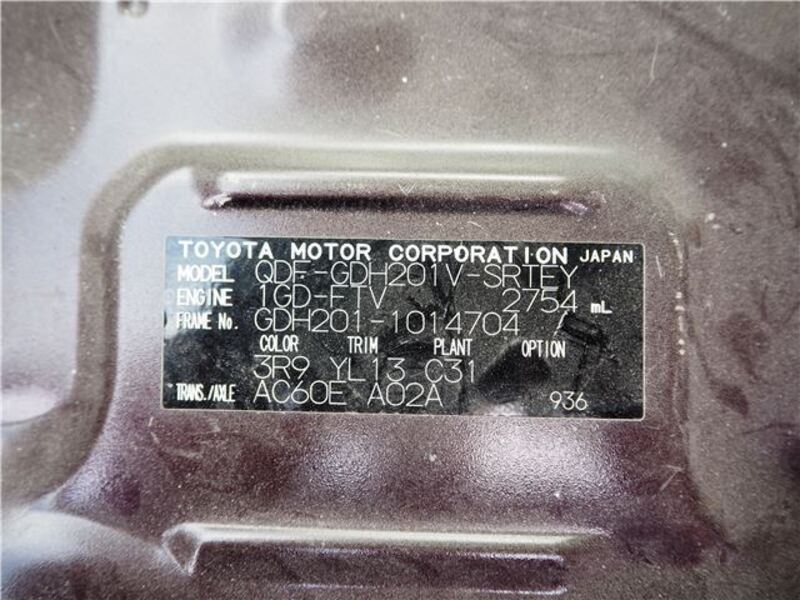 TOYOTA MOTOR CORPORATION JAPAN
MODEL QDF-GDH201V-SRTEY
ENGINE 1GD-FTV 2754 mL
FRAME No. GDH201-1014704
COLOR TRIM PLANT OPTION
3R9 YL13 C31
TRANS./AXLE AC60E A02A 936